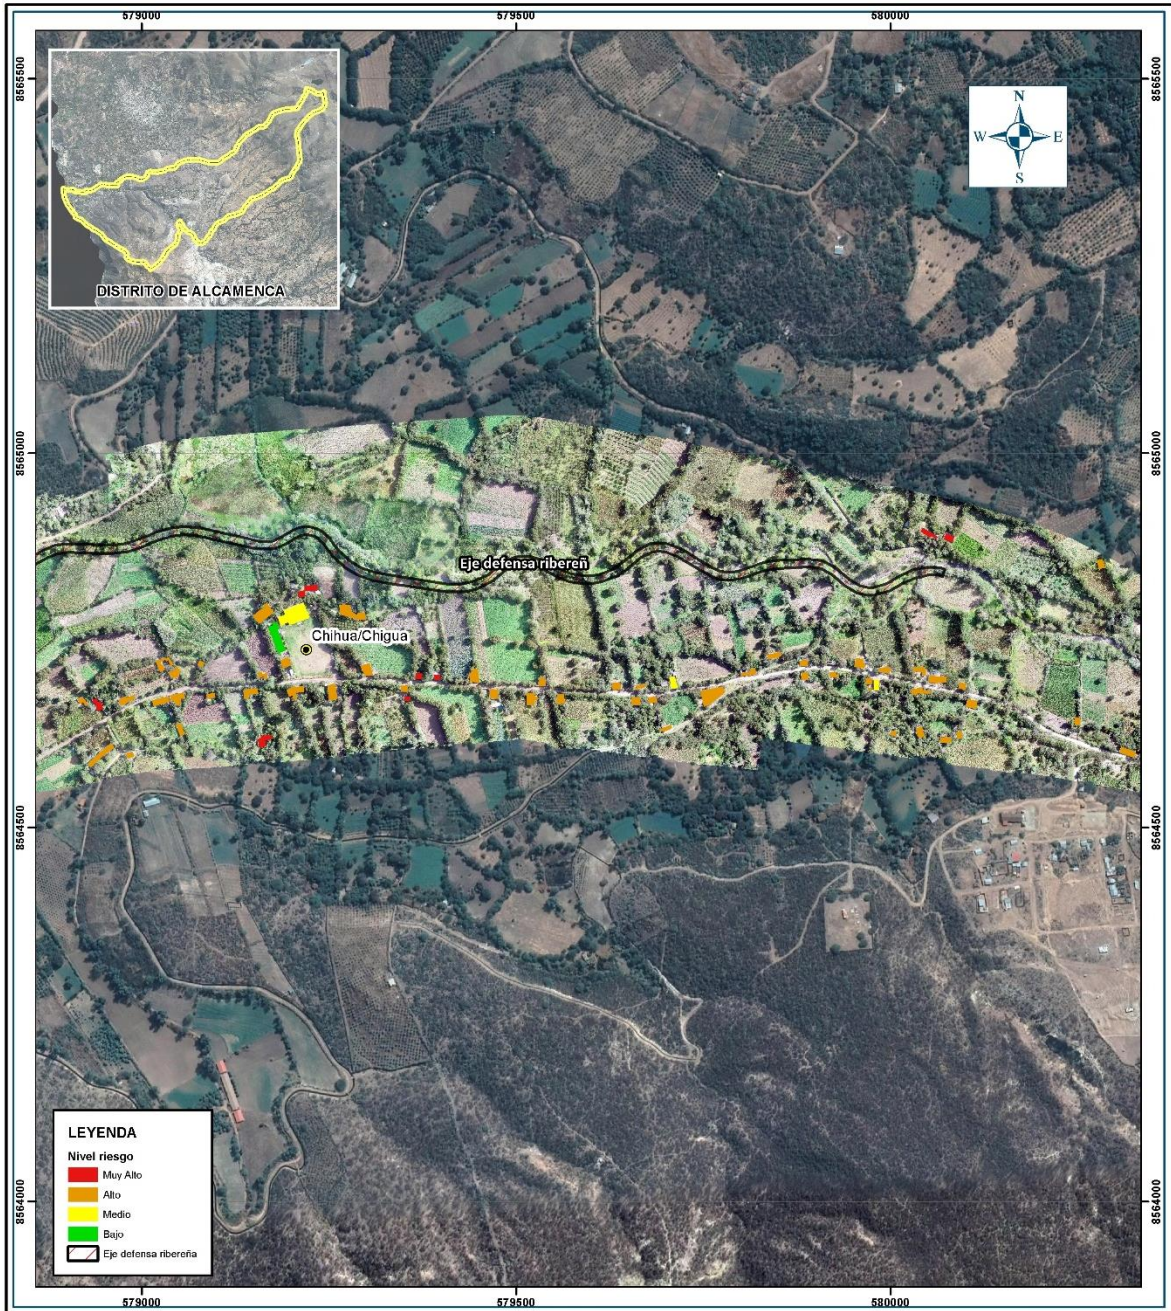 579000
579500
580000
8565500
8565500
N
W
E
S
DISTRITO DE ALCAMENCA
8565000
8565000
Eje defensa ribereñ
Chihua/Chigua
8564500
8564500
LEYENDA
Nivel riesgo
Muy Alto
Alto
Medio
Bajo
Eje defensa ribereña
8564000
8564000
579000
579500
580000